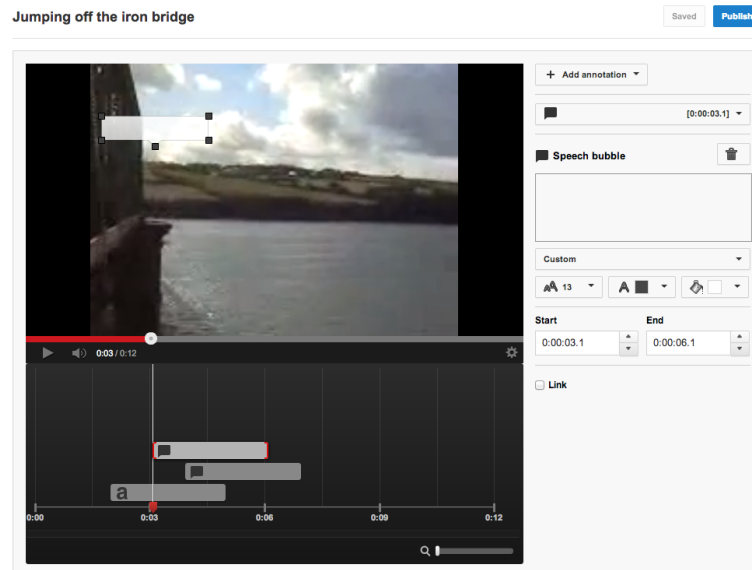 Jumping off the iron bridge
Saved
Publish
+ Add annotation
[0:00:03.1]
Speech bubble
Custom
AA 13
A
Start
End
0:00:03.1
0:00:06.1
Link
0:03 / 0:12
a
0:00
0:03
0:06
0:09
0:12